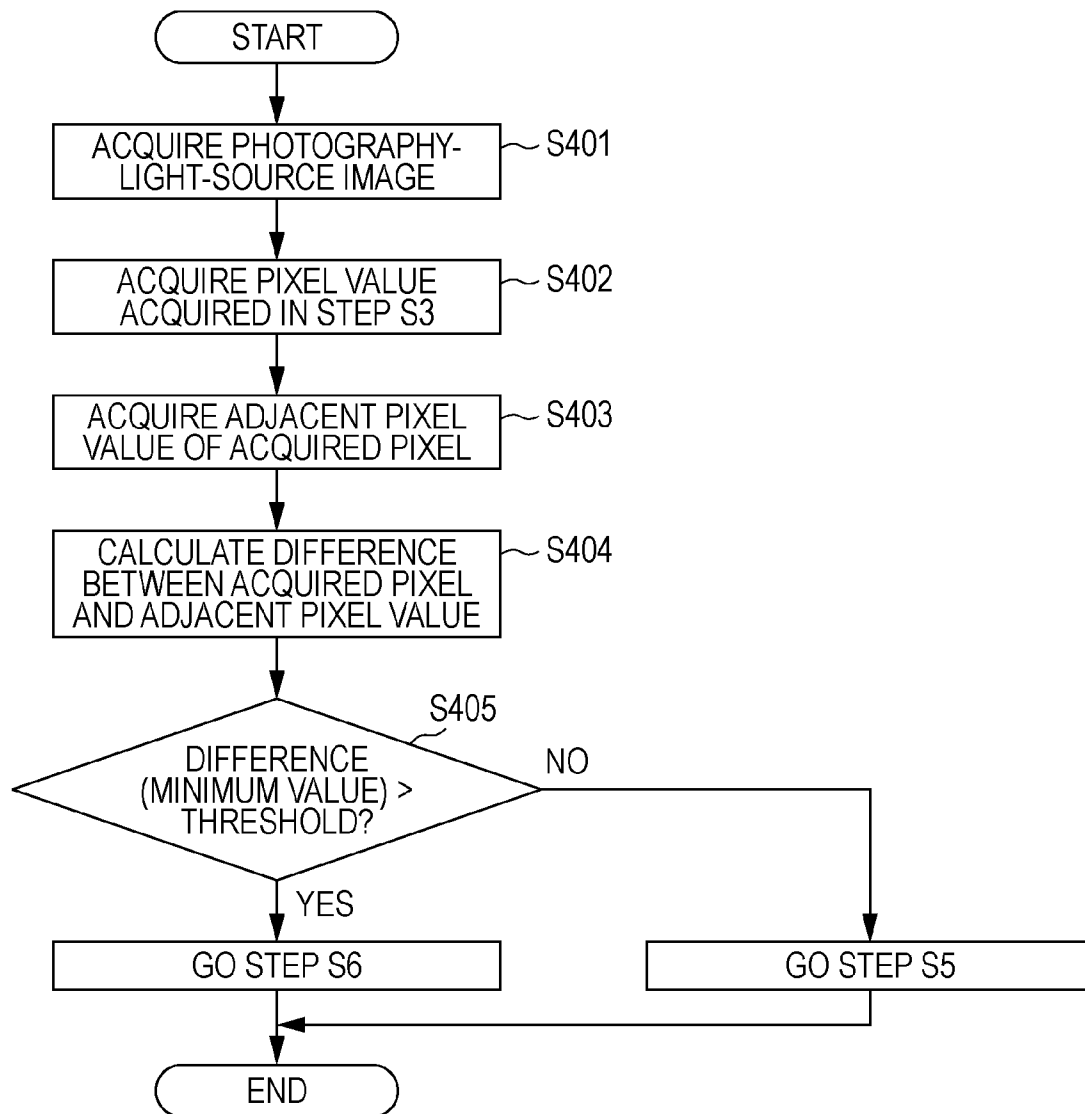 START
ACQUIRE PHOTOGRAPHY-
LIGHT-SOURCE IMAGE
S401
ACQUIRE PIXEL VALUE
ACQUIRED IN STEP S3
S402
ACQUIRE ADJACENT PIXEL
VALUE OF ACQUIRED PIXEL
S403
CALCULATE DIFFERENCE
BETWEEN ACQUIRED PIXEL
AND ADJACENT PIXEL VALUE
S404
S405
DIFFERENCE
(MINIMUM VALUE) >
THRESHOLD?
NO
YES
GO STEP S6
GO STEP S5
END